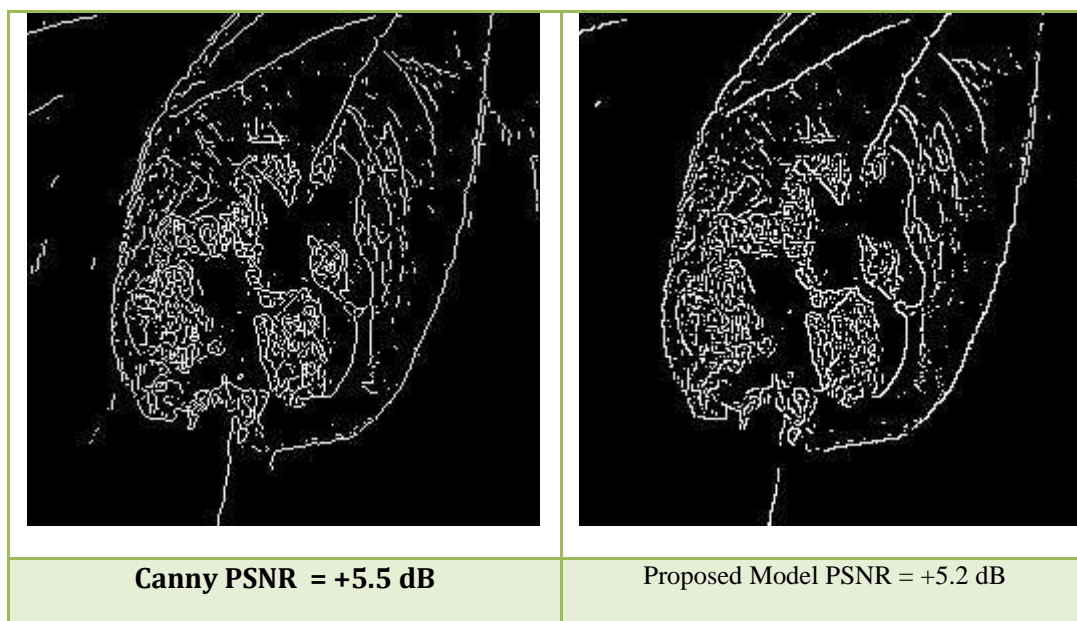 Canny PSNR = +5.5 dB
Proposed Model PSNR = +5.2 dB